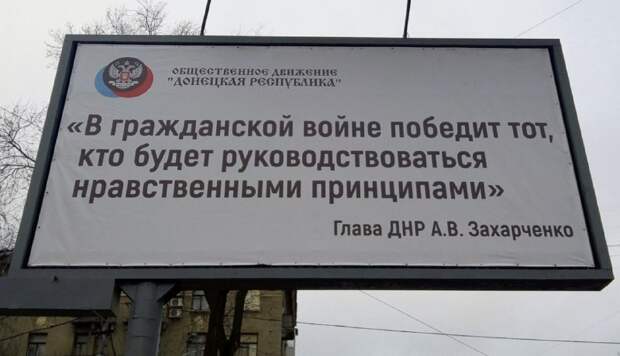 ОБЩЕСТВЕННОЕ ДВИЖЕНИЕ
"ДОНЕЦКАЯ РЕСПУБЛИКА"
«В гражданской войне победит тот,
кто будет руководствоваться
нравственными принципами»
Глава ДНР А.В. Захарченко